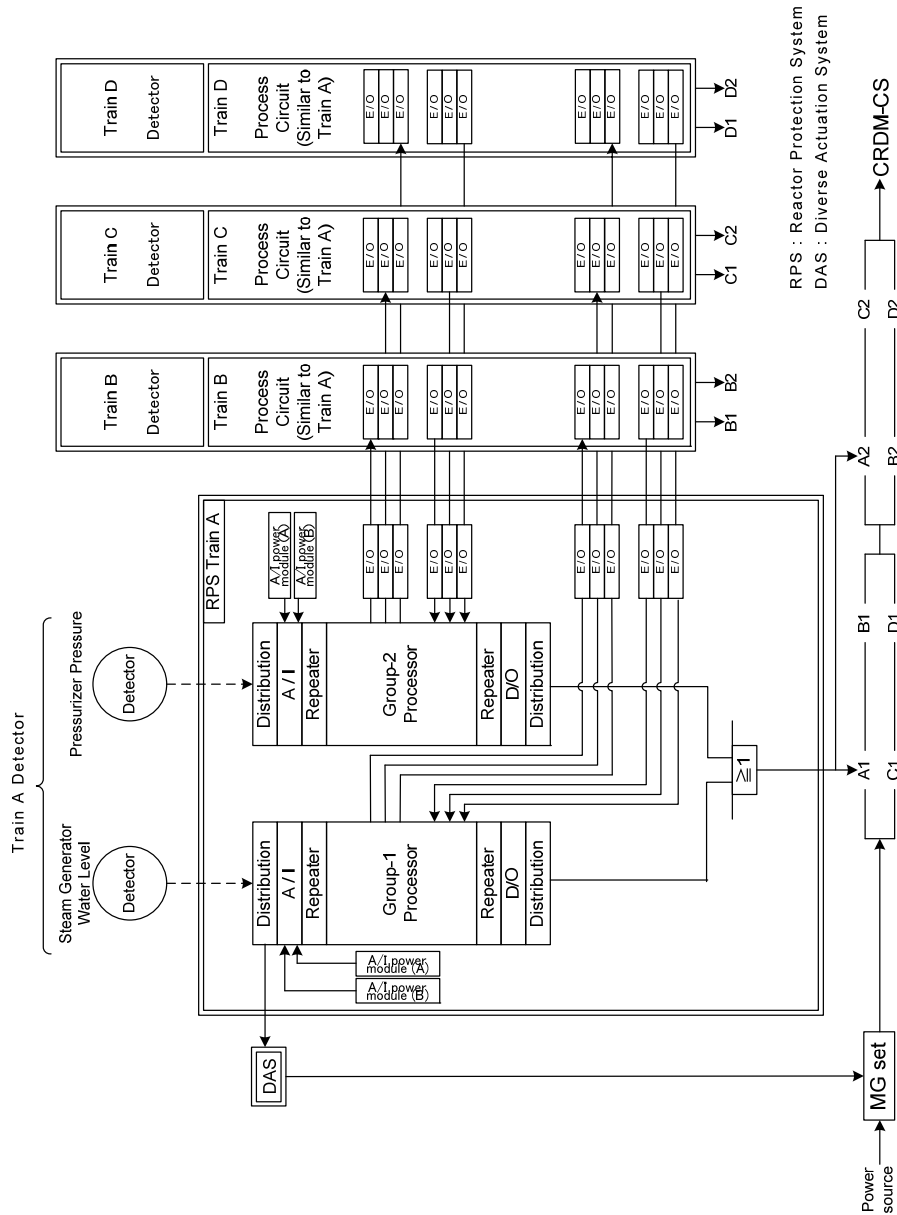 Train A Detector
Steam Generator
Water Level
Pressurizer Pressure
Detector
Detector
RPS Train A
DAS
Distribution
A / I
Repeater
Group-1
Processor
Repeater
D/O
Distribution
A/I power
module (A)
A/I power
module (B)
Distribution
A / I
Repeater
Group-2
Processor
Repeater
D/O
Distribution
A/I power
module (A)
A/I power
module (B)
E/O
E/O
E/O
E/O
E/O
E/O
E/O
E/O
E/O
E/O
E/O
E/O
≧1
Train B
Detector
Train B
Process
Circuit
(Similar to
Train A)
E/O
E/O
E/O
E/O
E/O
E/O
E/O
E/O
E/O
E/O
E/O
E/O
B1
B2
Train C
Detector
Train C
Process
Circuit
(Similar to
Train A)
E/O
E/O
E/O
E/O
E/O
E/O
E/O
E/O
E/O
E/O
E/O
E/O
C1
C2
Train D
Detector
Train D
Process
Circuit
(Similar to
Train A)
E/O
E/O
E/O
E/O
E/O
E/O
E/O
E/O
E/O
E/O
E/O
E/O
D1
D2
RPS : Reactor Protection System
DAS : Diverse Actuation System
Power
source
MG set
A1
B1
C1
D1
A2
C2
B2
D2
CRDM-CS